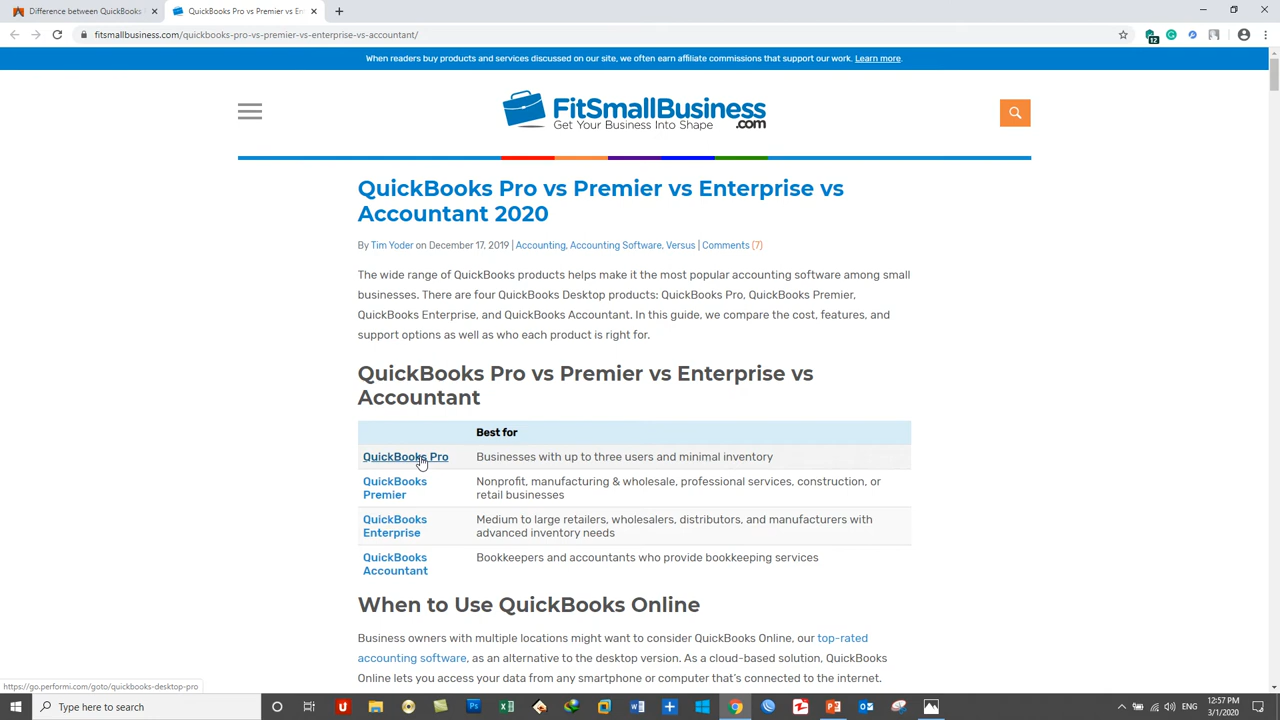 Difference between QuickBooks
QuickBooks Pro vs Premier vs En
fitsmallbusiness.com/quickbooks-pro-vs-premier-vs-enterprise-vs-accountant/
12
When readers buy products and services discussed on our site, we often earn affiliate commissions that support our work. Learn more.
FitSmallBusiness
.com
Get Your Business Into Shape
QuickBooks Pro vs Premier vs Enterprise vs
Accountant 2020
By Tim Yoder on December 17, 2019 | Accounting, Accounting Software, Versus | Comments (7)
The wide range of QuickBooks products helps make it the most popular accounting software among small
businesses. There are four QuickBooks Desktop products: QuickBooks Pro, QuickBooks Premier,
QuickBooks Enterprise, and QuickBooks Accountant. In this guide, we compare the cost, features, and
support options as well as who each product is right for.
QuickBooks Pro vs Premier vs Enterprise vs
Accountant
Best for
QuickBooks Pro Businesses with up to three users and minimal inventory
QuickBooks Premier Nonprofit, manufacturing & wholesale, professional services, construction, or
retail businesses
QuickBooks Enterprise Medium to large retailers, wholesalers, distributors, and manufacturers with
advanced inventory needs
QuickBooks Accountant Bookkeepers and accountants who provide bookkeeping services
When to Use QuickBooks Online
Business owners with multiple locations might want to consider QuickBooks Online, our top-rated
accounting software, as an alternative to the desktop version. As a cloud-based solution, QuickBooks
Online lets you access your data from any smartphone or computer that's connected to the internet.
https://go.performi.com/goto/quickbooks-desktop-pro
Type here to search
12:57 PM
3/1/2020